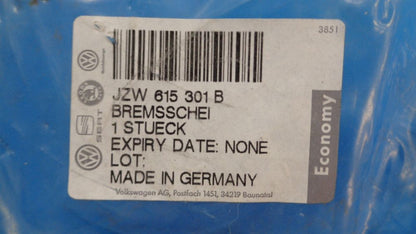 3851
JZW 615 301 B
BREMSSCHEI
1 STUECK
EXPIRY DATE: NONE
LOT:
MADE IN GERMANY
Volkswagen AG, Postfach 1451, 34219 Baunatal
SEAT
Economy